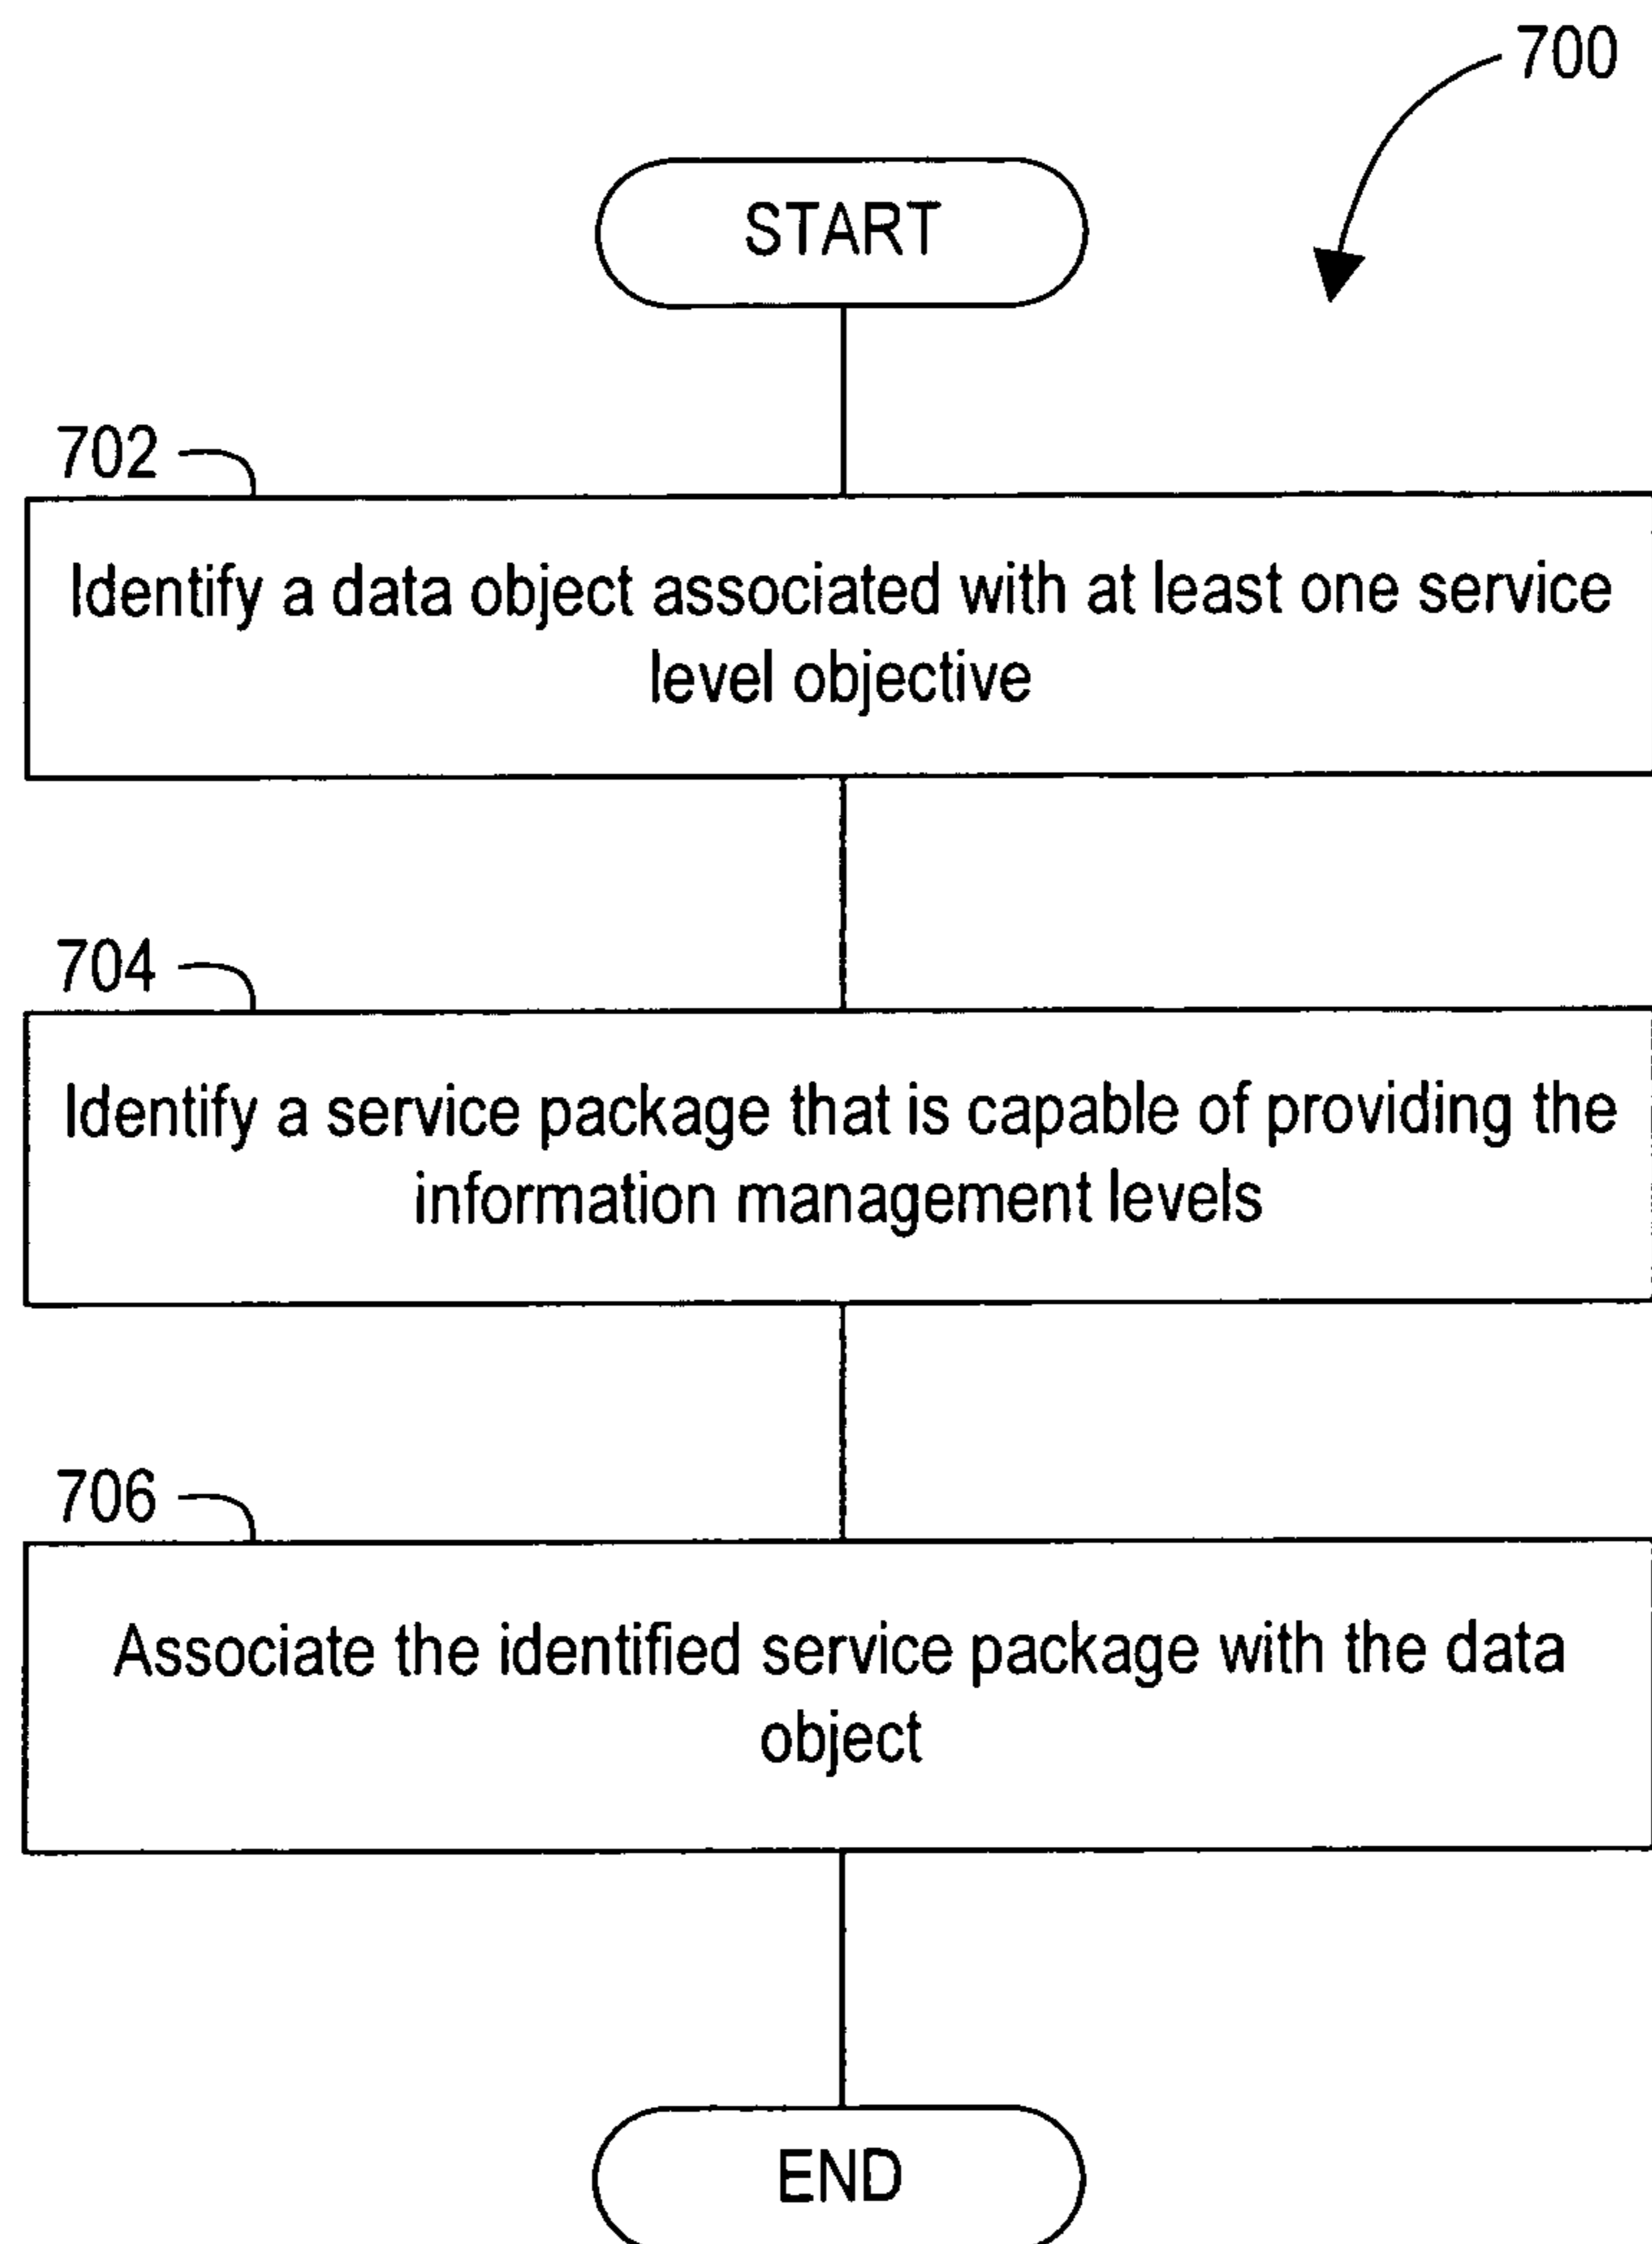 700
START
702
Identify a data object associated with at least one service
level objective
704
Identify a service package that is capable of providing the
information management levels
706
Associate the identified service package with the data
object
END